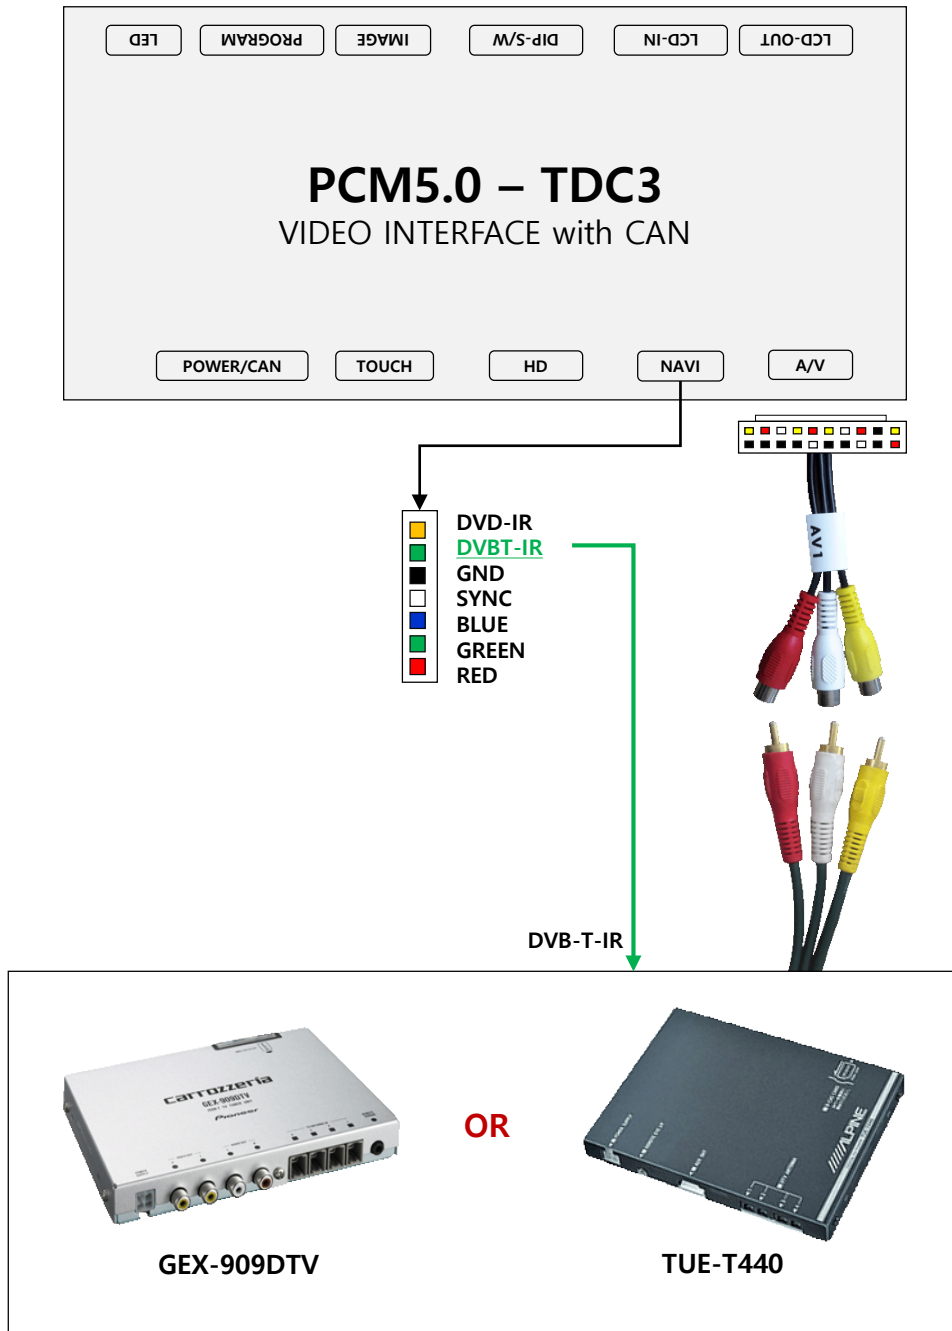 LED
PROGRAM
IMAGE
DIP-S/W
LCD-IN
LCD-OUT
PCM5.0 – TDC3
VIDEO INTERFACE with CAN
POWER/CAN
TOUCH
HD
NAVI
A/V
DVD-IR
DVBT-IR
GND
SYNC
BLUE
GREEN
RED
AV1
DVB-T-IR
carrozzeria
GEX-909DTV
Pioneer
OR
ALPINE
GEX-909DTV
TUE-T440